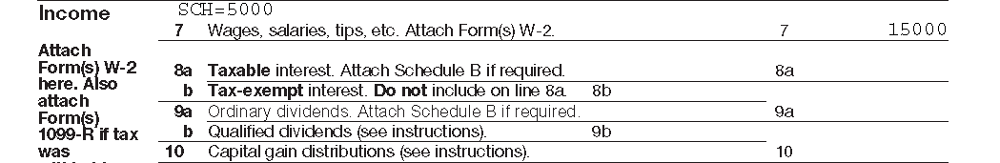 Income
SCH=5000
7 Wages, salaries, tips, etc. Attach Form(s) W-2. 7 15000
Attach
Form(s) W-2
here. Also
attach
Form(s)
1099-R if tax
was
8a Taxable interest. Attach Schedule B if required. 8a
b Tax-exempt interest. Do not include on line 8a 8b
9a Ordinary dividends. Attach Schedule B if required. 9a
b Qualified dividends (see instructions). 9b
10 Capital gain distributions (see instructions). 10